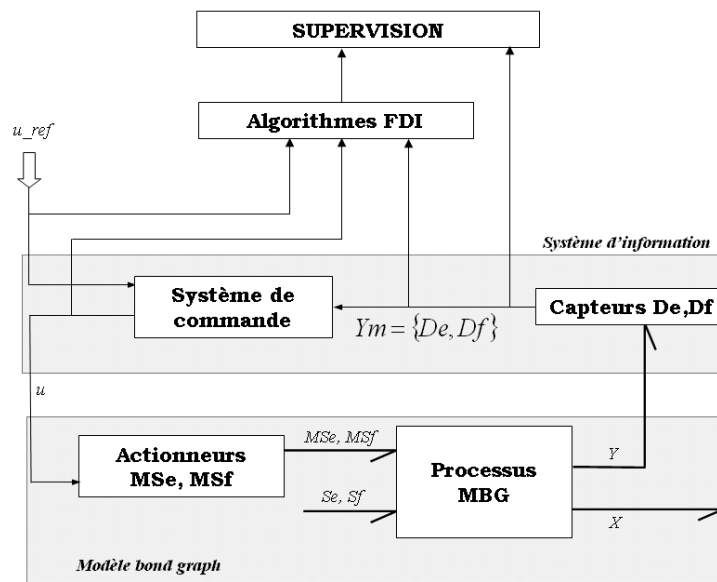 SUPERVISION
Algorithmes FDI
u_ref
Système d'information
Système de
commande
Ym = {De, Df}
Capteurs De,Df
u
Actionneurs
MSe, MSf
MSe, MSf
Processus
MBG
Y
Se, Sf
X
Modèle bond graph